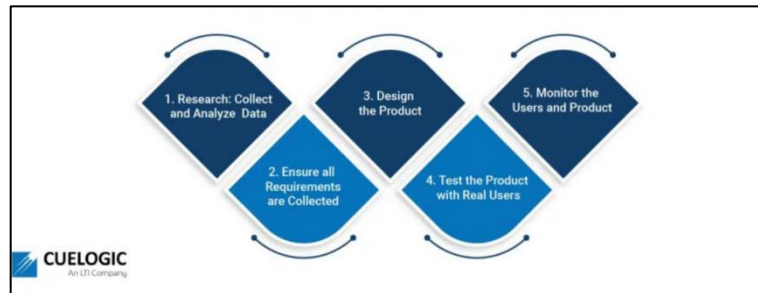 1. Research: Collect
and Analyze Data
2. Ensure all
Requirements
are Collected
3. Design
the Product
4. Test the Product
with Real Users
5. Monitor the
Users and Product
CUELOGIC
An LTI Company